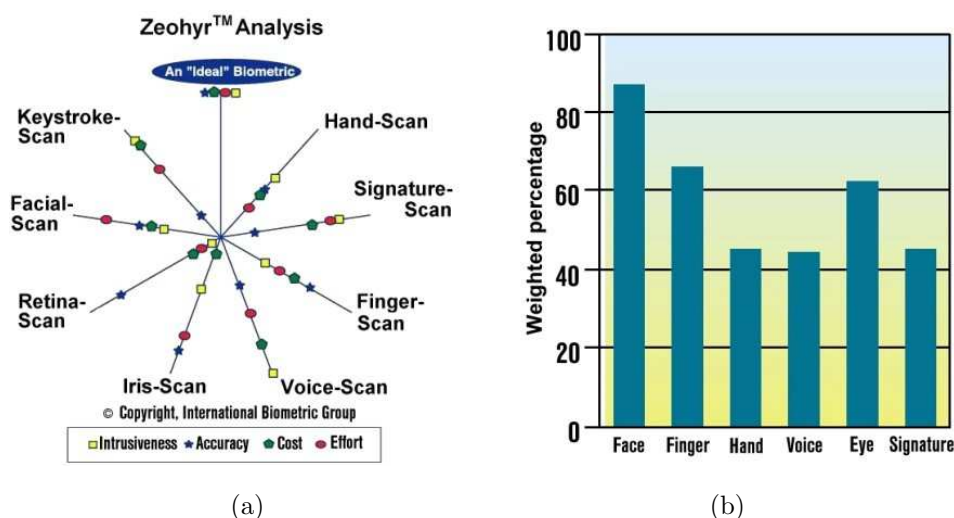 Zeohyr™ Analysis
An "Ideal" Biometric
Keystroke-
Scan
Hand-Scan
Facial-
Scan
Signature-
Scan
Retina-
Scan
Finger-
Scan
Iris-Scan
Voice-Scan
© Copyright, International Biometric Group
Intrusiveness Accuracy Cost Effort
(a)
Weighted percentage
100
80
60
40
20
0
Face Finger Hand Voice Eye Signature
(b)